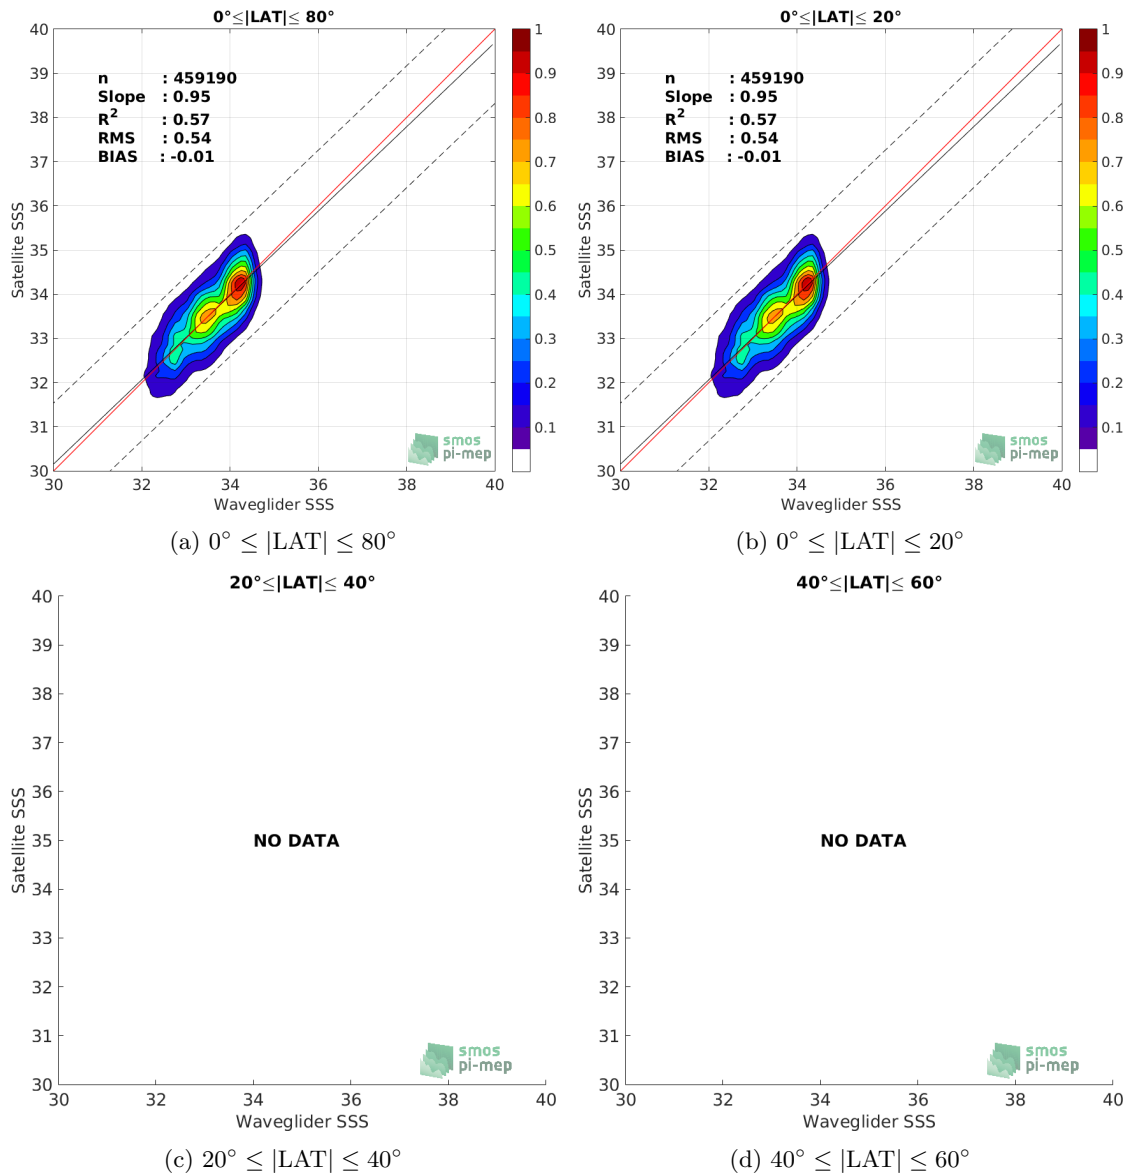 0°≤|LAT|≤ 80°
40
39
38
37
36
35
34
33
32
31
30
Satellite SSS
n : 459190
Slope : 0.95
R2 : 0.57
RMS : 0.54
BIAS : -0.01
smos
pi-mep
30 32 34 36 38 40
Waveglider SSS
1
0.9
0.8
0.7
0.6
0.5
0.4
0.3
0.2
0.1
(a) 0° ≤ |LAT| ≤ 80°
0°≤|LAT|≤ 20°
40
39
38
37
36
35
34
33
32
31
30
Satellite SSS
n : 459190
Slope : 0.95
R2 : 0.57
RMS : 0.54
BIAS : -0.01
smos
pi-mep
30 32 34 36 38 40
Waveglider SSS
1
0.9
0.8
0.7
0.6
0.5
0.4
0.3
0.2
0.1
(b) 0° ≤ |LAT| ≤ 20°
20°≤|LAT|≤ 40°
40
39
38
37
36
35
34
33
32
31
30
Satellite SSS
NO DATA
smos
pi-mep
30 32 34 36 38 40
Waveglider SSS
(c) 20° ≤ |LAT| ≤ 40°
40°≤|LAT|≤ 60°
40
39
38
37
36
35
34
33
32
31
30
Satellite SSS
NO DATA
smos
pi-mep
30 32 34 36 38 40
Waveglider SSS
(d) 40° ≤ |LAT| ≤ 60°